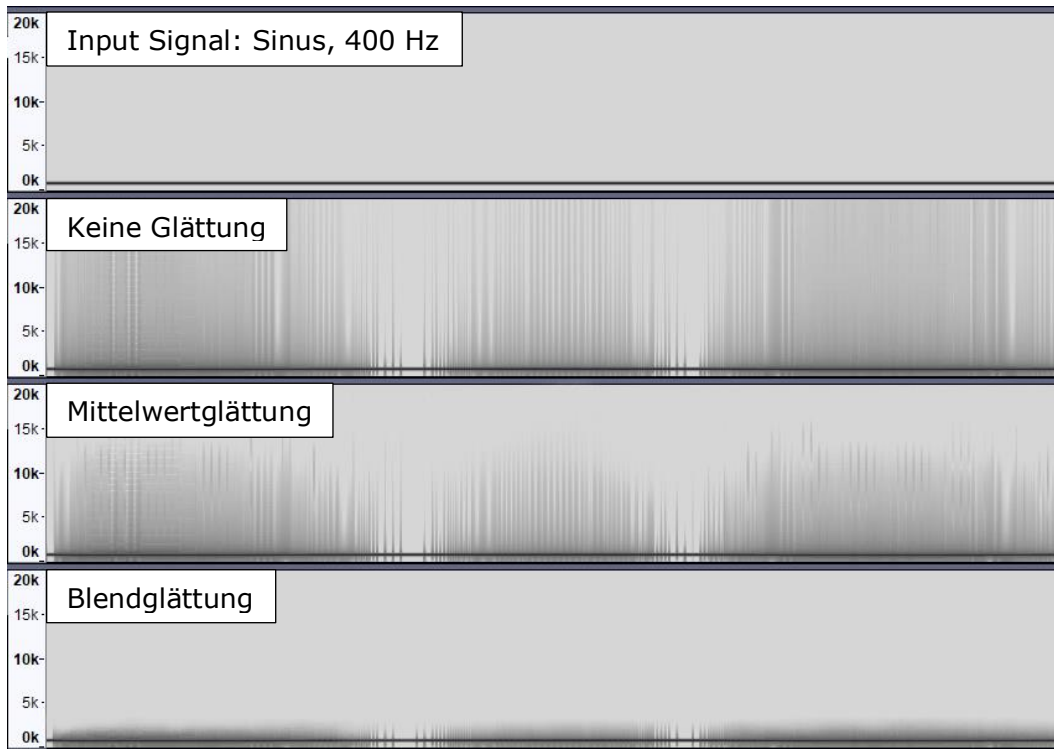 20k
Input Signal: Sinus, 400 Hz
15k
10k
5k
0k
20k
Keine Glättung
15k
10k
5k
0k
20k
Mittelwertglättung
15k
10k
5k
0k
20k
Blendglättung
15k
10k
5k
0k